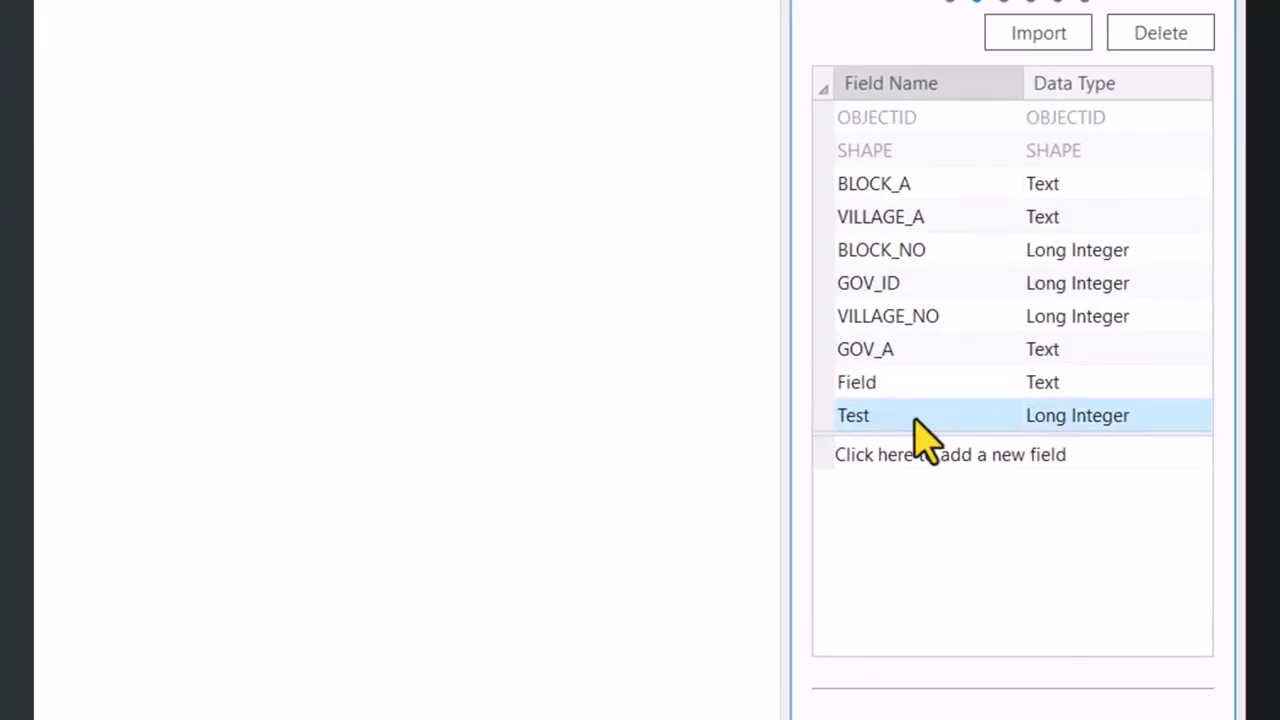 Import Delete
Field Name Data Type
OBJECTID OBJECTID
SHAPE SHAPE
BLOCK_A Text
VILLAGE_A Text
BLOCK_NO Long Integer
GOV_ID Long Integer
VILLAGE_NO Long Integer
GOV_A Text
Field Text
Test Long Integer
Click here to add a new field